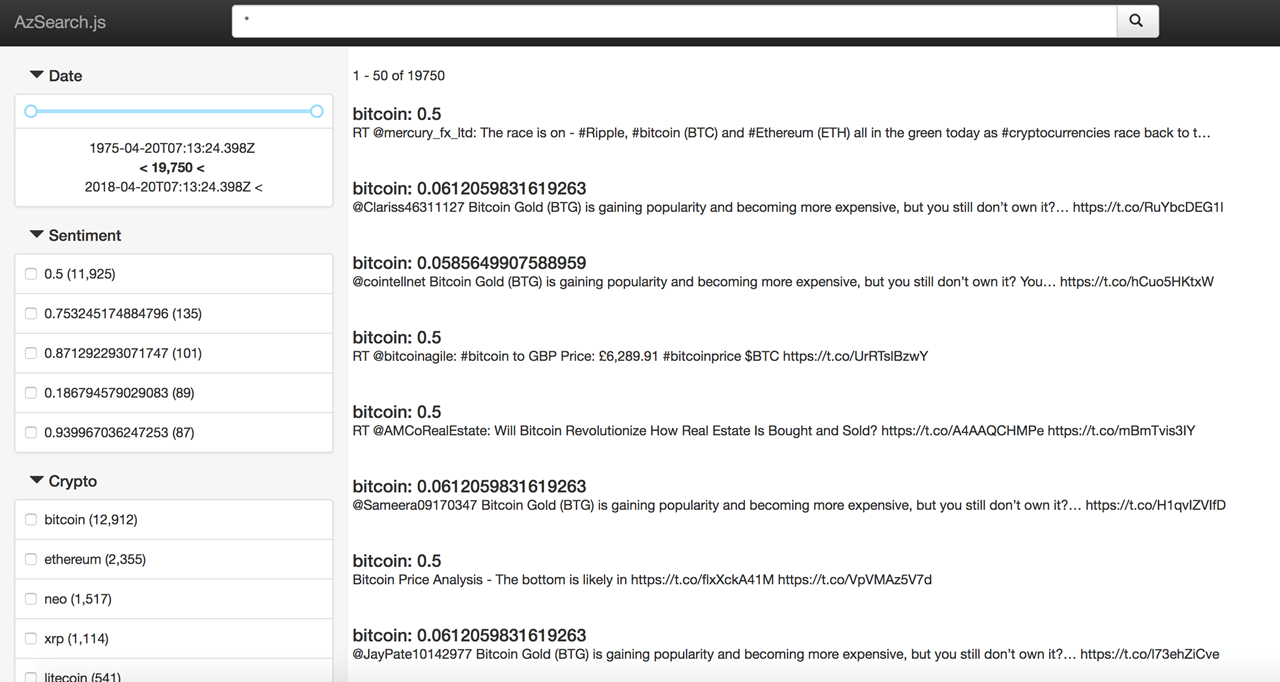 AzSearch.js
*
Date
1975-04-20T07:13:24.398Z
< 19,750 <
2018-04-20T07:13:24.398Z <
Sentiment
0.5 (11,925)
0.753245174884796 (135)
0.871292293071747 (101)
0.186794579029083 (89)
0.939967036247253 (87)
Crypto
bitcoin (12,912)
ethereum (2,355)
neo (1,517)
xrp (1,114)
litecoin (541)
1 - 50 of 19750
bitcoin: 0.5
RT @mercury_fx_ltd: The race is on - #Ripple, #bitcoin (BTC) and #Ethereum (ETH) all in the green today as #cryptocurrencies race back to t…
bitcoin: 0.0612059831619263
@Clariss46311127 Bitcoin Gold (BTG) is gaining popularity and becoming more expensive, but you still don’t own it?… https://t.co/RuYbcDEG1l
bitcoin: 0.0585649907588959
@cointellnet Bitcoin Gold (BTG) is gaining popularity and becoming more expensive, but you still don’t own it? You… https://t.co/hCuo5HKtxW
bitcoin: 0.5
RT @bitcoinagile: #bitcoin to GBP Price: £6,289.91 #bitcoinprice $BTC https://t.co/UrRTslBzwY
bitcoin: 0.5
RT @AMCoRealEstate: Will Bitcoin Revolutionize How Real Estate Is Bought and Sold? https://t.co/A4AAQCHMPe https://t.co/mBmTvis3IY
bitcoin: 0.0612059831619263
@Sameera09170347 Bitcoin Gold (BTG) is gaining popularity and becoming more expensive, but you still don’t own it?… https://t.co/H1qvIZVlfD
bitcoin: 0.5
Bitcoin Price Analysis - The bottom is likely in https://t.co/flxXckA41M https://t.co/VpVMAz5V7d
bitcoin: 0.0612059831619263
@JayPate10142977 Bitcoin Gold (BTG) is gaining popularity and becoming more expensive, but you still don’t own it?… https://t.co/l73ehZiCve